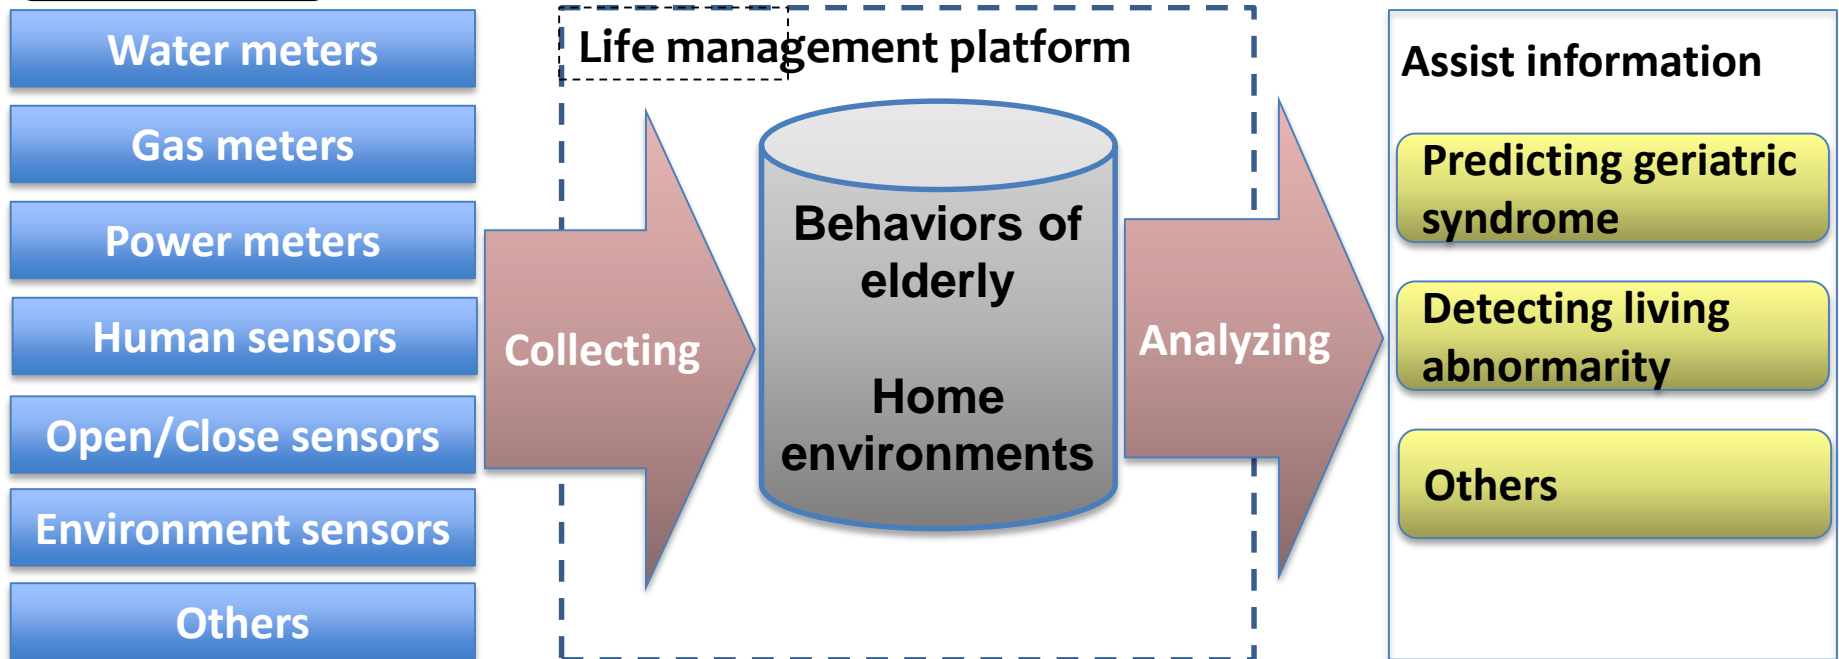 Water meters
Gas meters
Power meters
Human sensors
Open/Close sensors
Environment sensors
Others
Collecting
Life management platform
Behaviors of
elderly
Home
environments
Analyzing
Assist information
Predicting geriatric
syndrome
Detecting living
abnormarity
Others